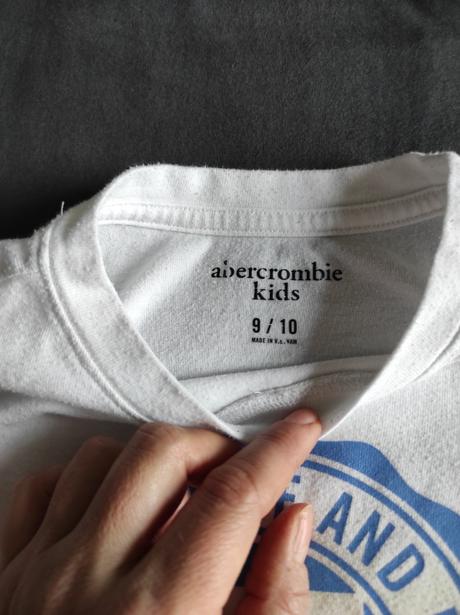 abercrombie
kids
9 / 10
MADE IN
E AND